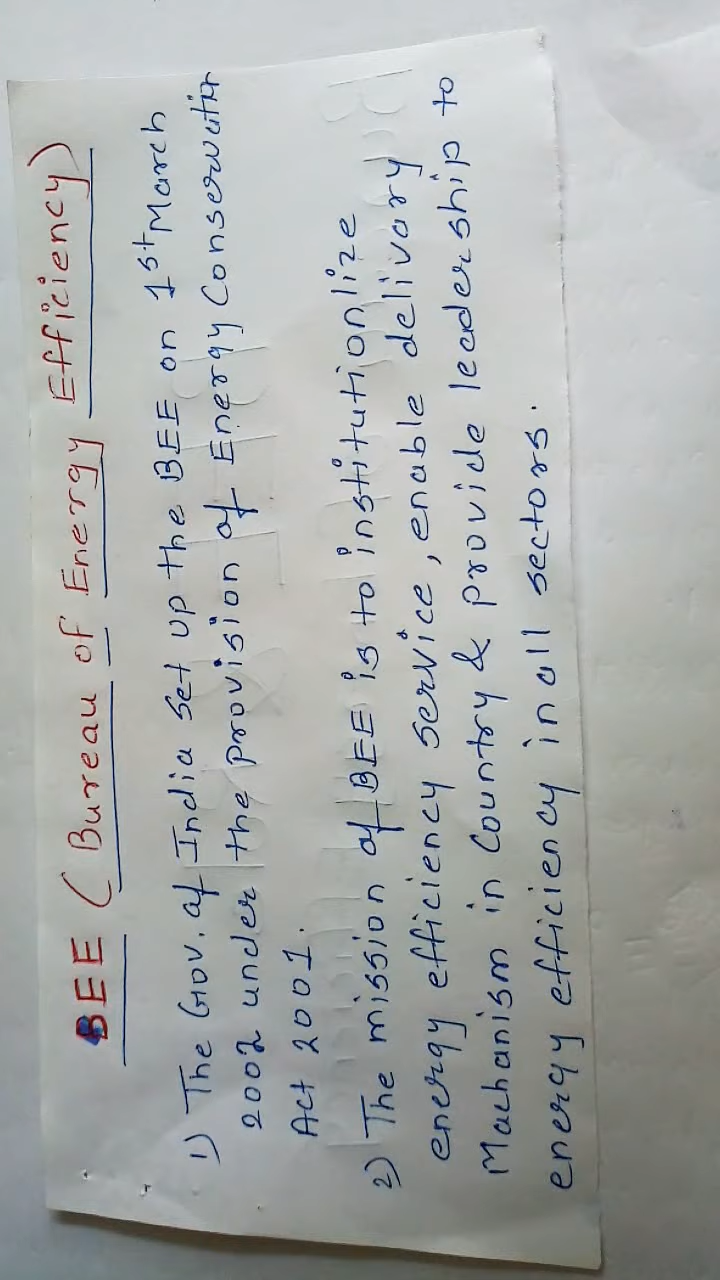 BEE (Bureau of Energy Efficiency)
1) The Gov. of India set up the BEE on 1st March
2002 under the provision of Energy Conservatin
Act 2001.
2) The mission of BEE is to institutionlize
energy efficiency service, enable delivary
Machanism in country & provide leadership to
energy efficiency in all sectors.